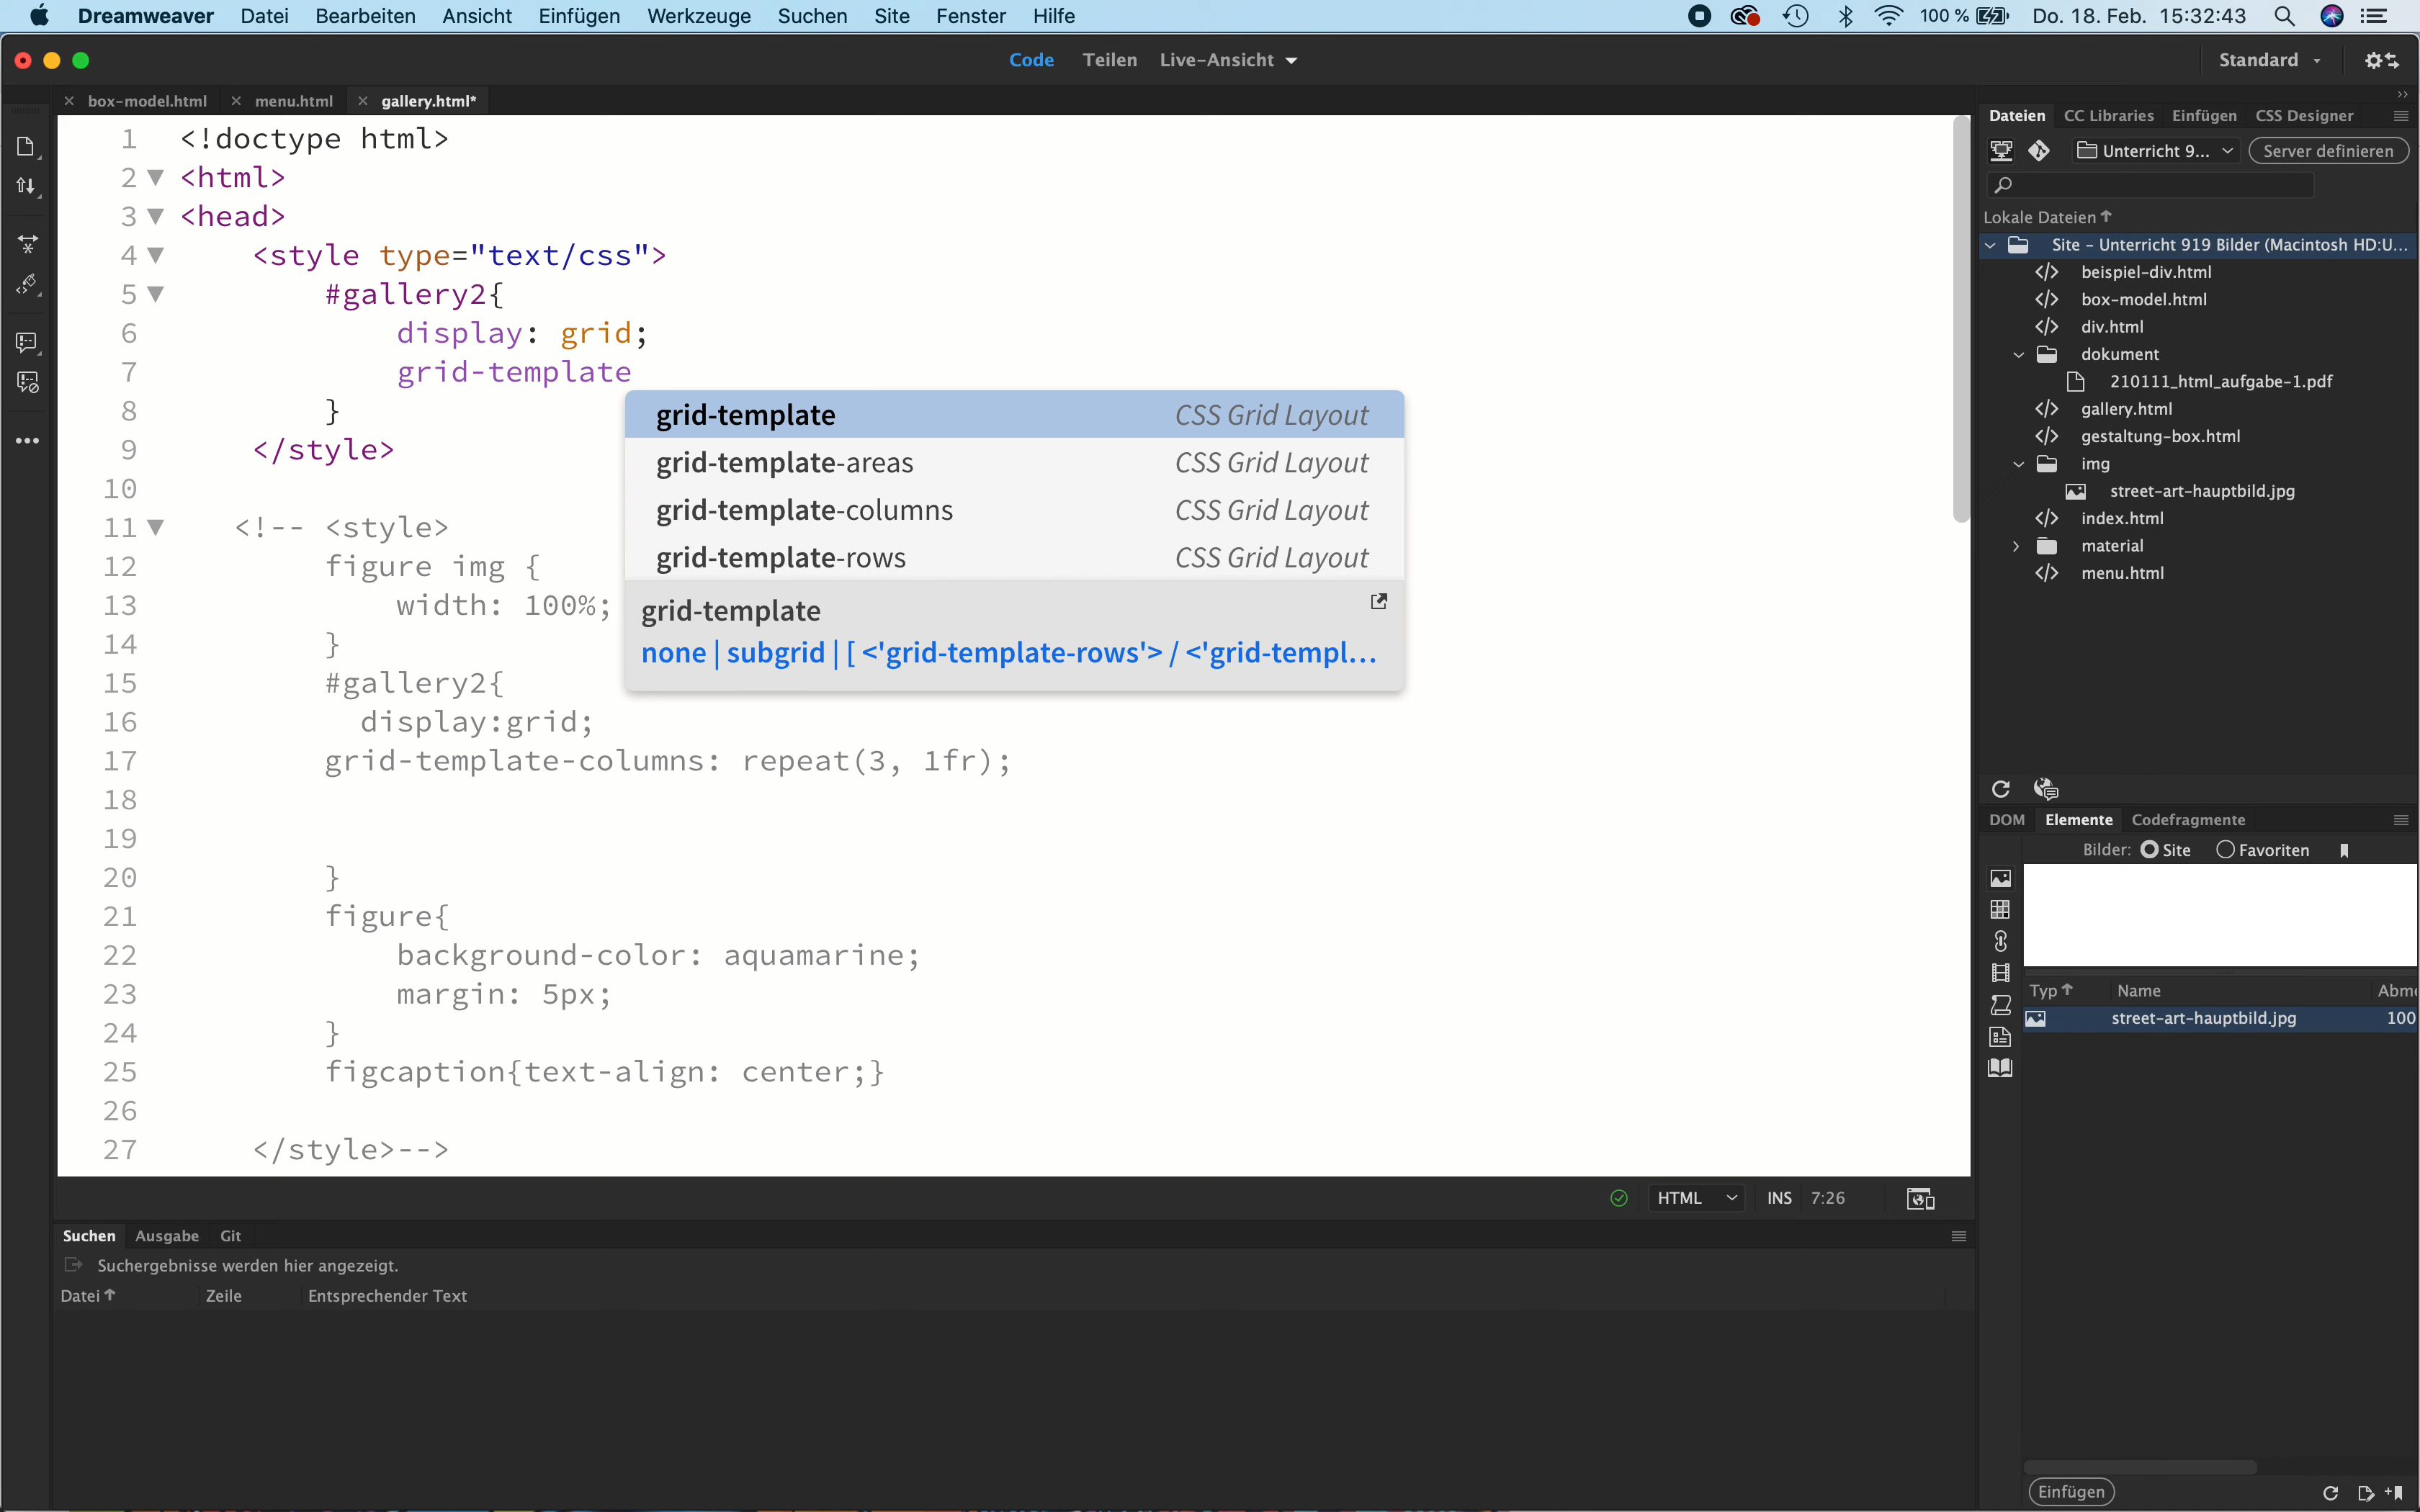 Dreamweaver Datei Bearbeiten Ansicht Einfügen Werkzeuge Suchen Site Fenster Hilfe 100 % Do. 18. Feb. 15:32:43
Code Teilen Live-Ansicht Standard
box-model.html menu.html gallery.html*
1 <!doctype html>
2 <html>
3 <head>
4 <style type="text/css">
5 #gallery2{
6 display: grid;
7 grid-template
8 }
9 </style>
10
11 <!-- <style>
12 figure img {
13 width: 100%;
14 }
15 #gallery2{
16 display:grid;
17 grid-template-columns: repeat(3, 1fr);
18
19
20 }
21 figure{
22 background-color: aquamarine;
23 margin: 5px;
24 }
25 figcaption{text-align: center;}
26
27 </style>-->
grid-template CSS Grid Layout
grid-template-areas CSS Grid Layout
grid-template-columns CSS Grid Layout
grid-template-rows CSS Grid Layout
grid-template
none | subgrid | [ <'grid-template-rows'> / <'grid-templ...
HTML INS 7:26
Suchen Ausgabe Git
Suchergebnisse werden hier angezeigt.
Datei Zeile Entsprechender Text
Dateien CC Libraries Einfügen CSS Designer
Unterricht 9... Server definieren
Lokale Dateien
Site - Unterricht 919 Bilder (Macintosh HD:U...
beispiel-div.html
box-model.html
div.html
dokument
210111_html_aufgabe-1.pdf
gallery.html
gestaltung-box.html
img
street-art-hauptbild.jpg
index.html
material
menu.html
DOM Elemente Codefragmente
Bilder: Site Favoriten
Typ Name Abme
street-art-hauptbild.jpg 100
Einfügen